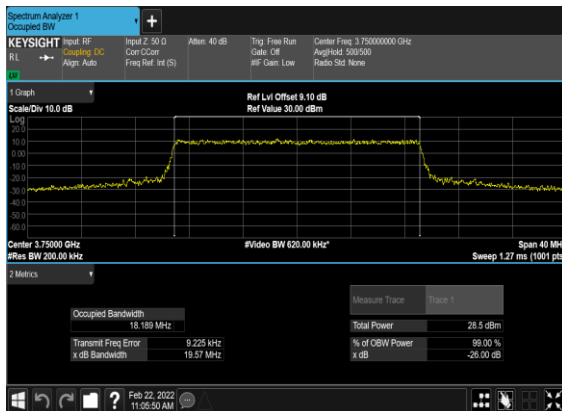 Spectrum Analyzer 1
Occupied BW
+
KEYSIGHT Input: RF
Coupling: DC
Align: Auto
Input Z: 50 Ω
Corr CCorr
Freq Ref: Int (S)
Atten: 40 dB
Trig: Free Run
Gate: Off
#IF Gain: Low
Center Freq: 3.750000000 GHz
Avg|Hold: 500/500
Radio Std: None
RL
1 Graph
Scale/Div 10.0 dB
Ref Lvl Offset 9.10 dB
Ref Value 30.00 dBm
Log
20.0
10.0
0.00
-10.0
-20.0
-30.0
-40.0
-50.0
-60.0
Center 3.75000 GHz
#Res BW 200.00 kHz
#Video BW 620.00 kHz*
Span 40 MH
Sweep 1.27 ms (1001 pts
2 Metrics
Measure Trace Trace 1
Occupied Bandwidth
18.189 MHz
Transmit Freq Error 9.225 kHz
x dB Bandwidth 19.57 MHz
Total Power 28.5 dBm
% of OBW Power 99.00 %
x dB -26.00 dB
?
Feb 22, 2022
11:05:50 AM